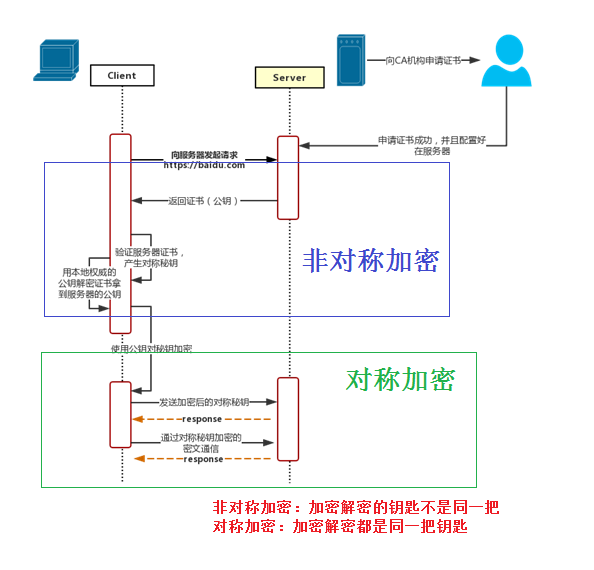 向CA机构申请证书
Client
Server
申请证书成功，并且配置好
在服务器
向服务器发起请求
https://baidu.com
返回证书（公钥）
验证服务器证书，
产生对称秘钥
非对称加密
用本地权威的
公钥解密证书拿
到服务器的公钥
使用公钥对秘钥加密
对称加密
发送加密后的对称秘钥
response
通过对称秘钥加密的
密文通信
response
非对称加密：加密解密的钥匙不是同一把
对称加密：加密解密都是同一把钥匙